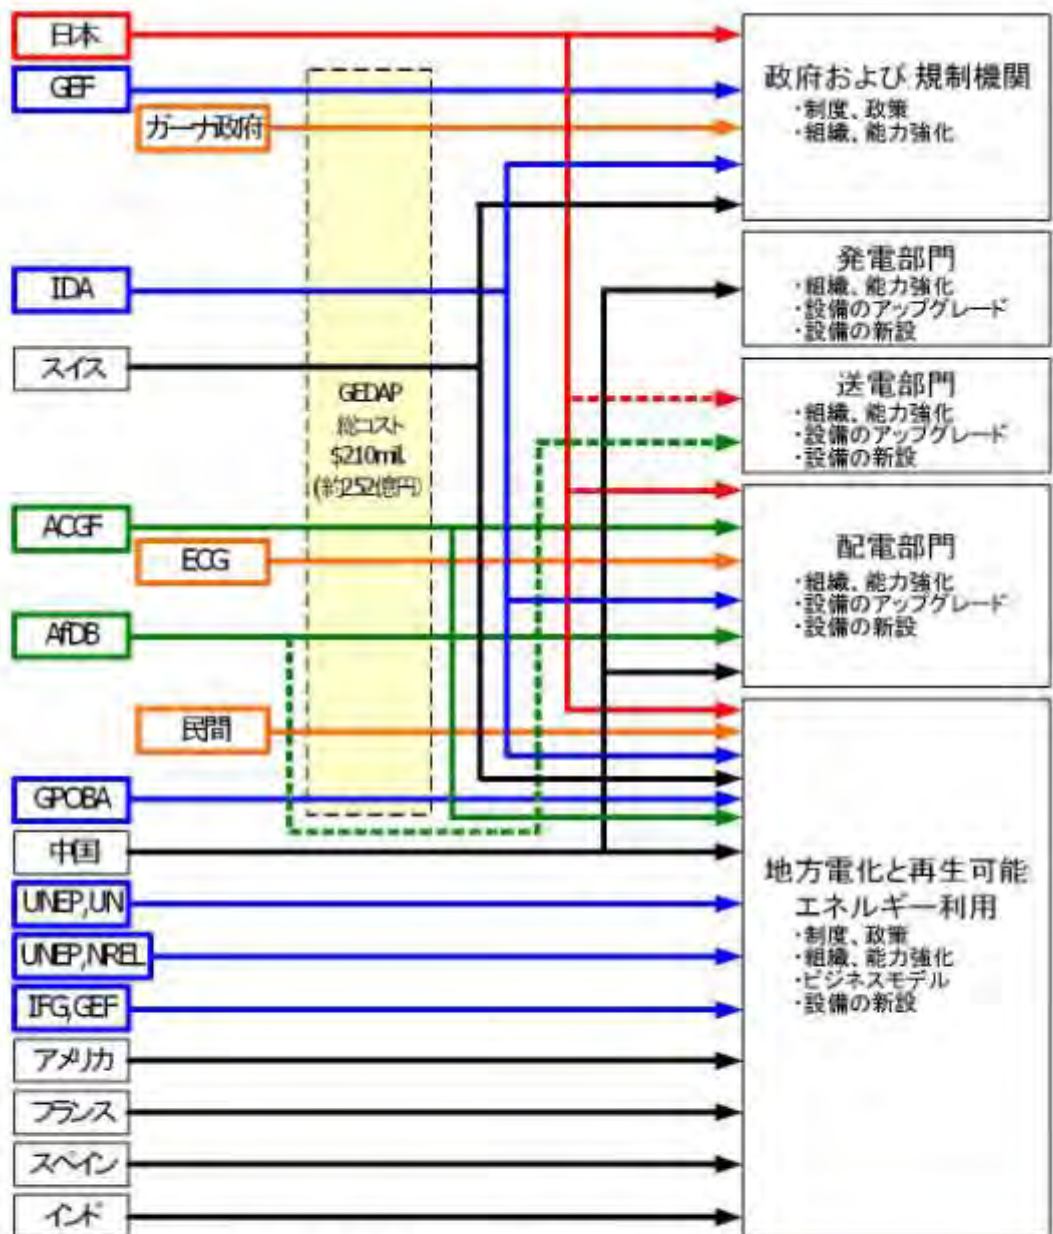 日本
GEF
ガーナ政府
IDA
スイス
ACGF
ECG
AfDB
民間
GPOBA
中国
UNEP,UN
UNEP,NREL
IFG,GEF
アメリカ
フランス
スペイン
インド
GEDAP
総コスト
$210mil.
(約252億円)
政府および 規制機関
・制度、政策
・組織、能力強化
発電部門
・組織、能力強化
・設備のアップグレード
・設備の新設
送電部門
・組織、能力強化
・設備のアップグレード
・設備の新設
配電部門
・組織、能力強化
・設備のアップグレード
・設備の新設
地方電化と再生可能
エネルギー利用
・制度、政策
・組織、能力強化
・ビジネスモデル
・設備の新設